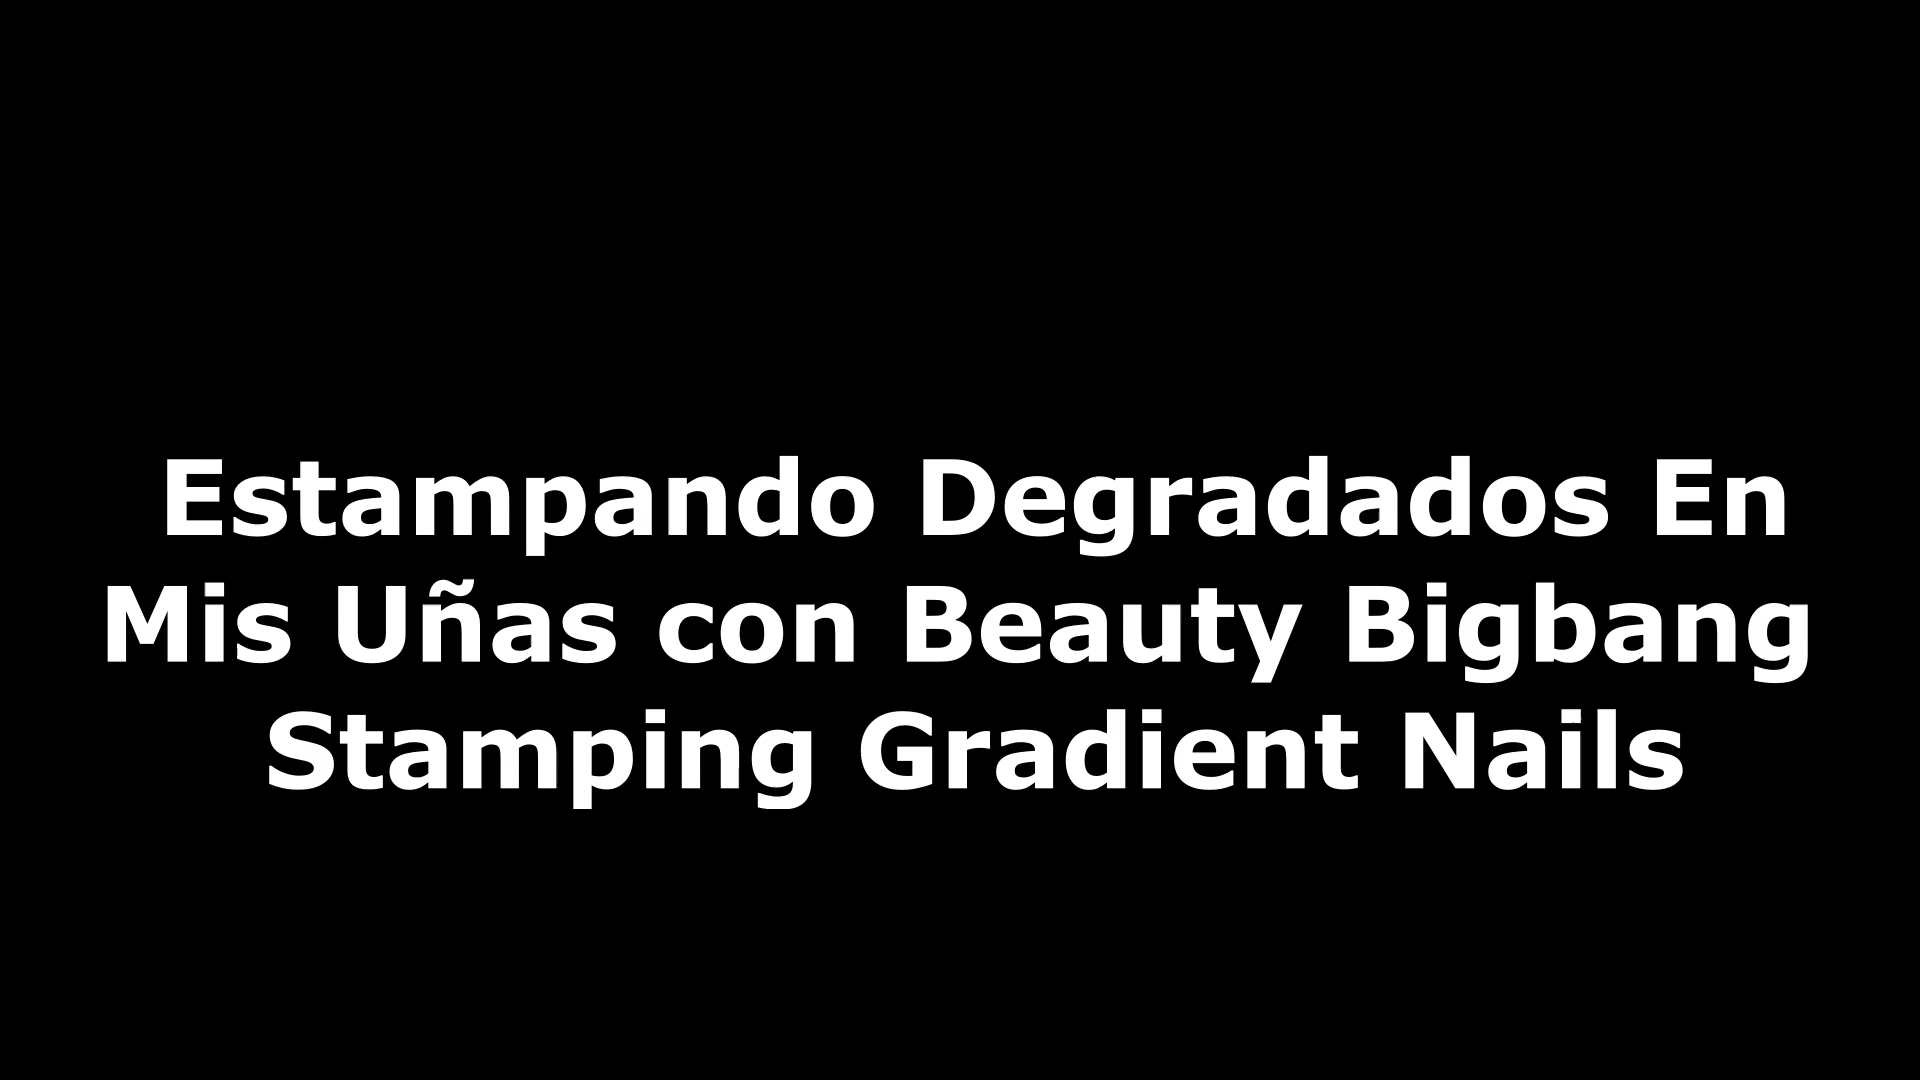 Estampando Degradados En
Mis Uñas con Beauty Bigbang
Stamping Gradient Nails